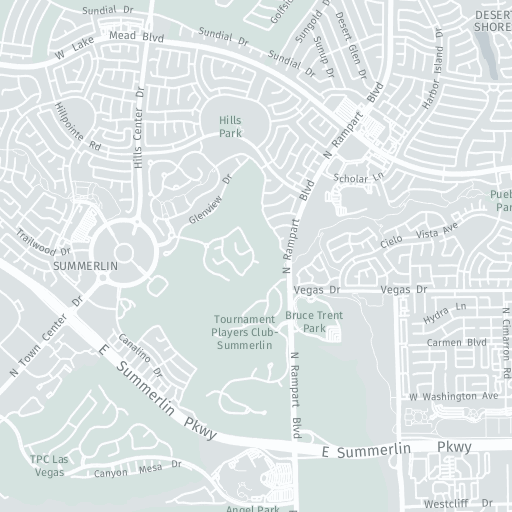 Sundial Dr
Sundial Dr
Sundial Dr
Sungold Dr
Sunup Dr
Desert Glen Dr
DESERT
SHORES
Harbor Island Dr
W Lake Mead Blvd
Hillpointe Rd
Hills Center Dr
Hills
Park
N Rampart Blvd
Scholar Ln
Glenview Dr
N Rampart Blvd
Cielo Vista Ave
Trailwood Dr
SUMMERLIN
Vegas Dr
Vegas Dr
Hydra Ln
N Cimarron Rd
N Town Center Dr
Tournament
Players Club-
Summerlin
Bruce Trent
Park
Canalino Dr
Carmen Blvd
N Rampart Blvd
E Summerlin Pkwy
W Washington Ave
TPC Las
Vegas
Canyon Mesa Dr
E Summerlin Pkwy
Angel Park
Westcliff Dr